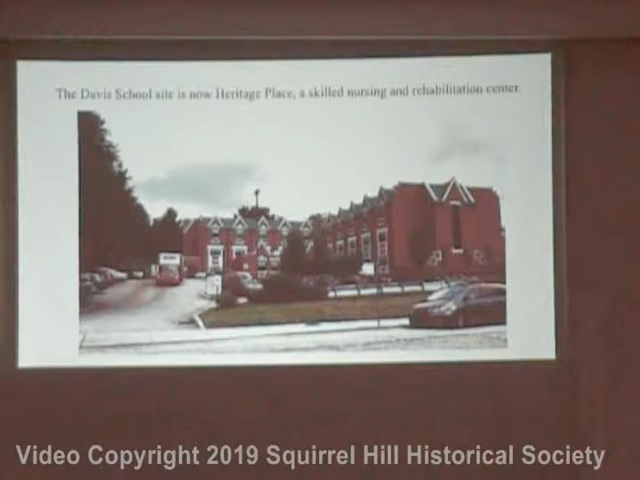 The Davis School site is now Heritage Place, a skilled nursing and rehabilitation center.
Video Copyright 2019 Squirrel Hill Historical Society